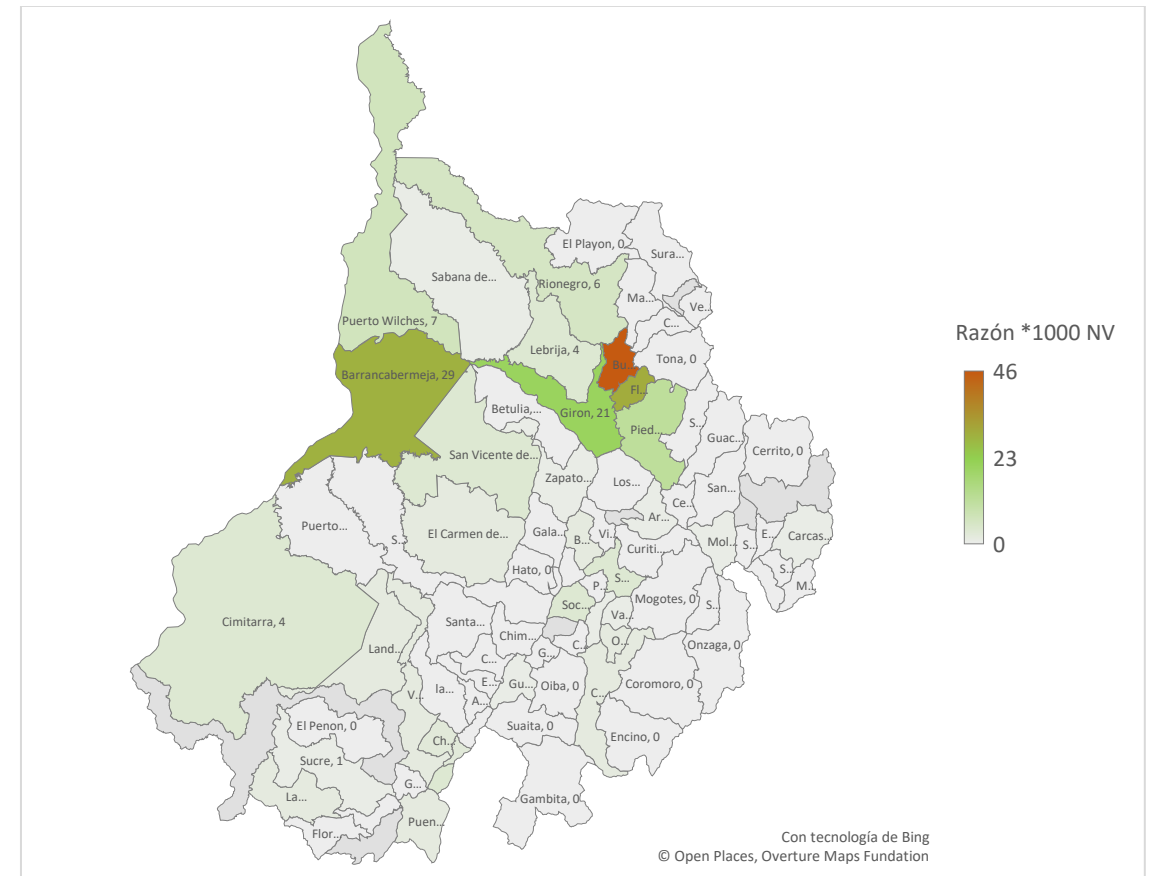 El Playon, 0
Sura...
Sabana de...
Rionegro, 6
Ma...
Ve...
Puerto Wilches, 7
C...
Lebrija, 4
Tona, 0
Bu...
Barrancabermeja, 29
Fl...
Betulia,...
Giron, 21
Pied...
S...
Guac...
Cerrito, 0
San Vicente de...
Zapato...
Los...
San...
Ce...
Puerto...
Ar...
El Carmen de...
Gala...
B...
Vi...
Mol...
S...
E...
Carcas...
S...
Curiti...
Hato, 0
S...
P...
S...
M...
Mogotes, 0
S...
Soc...
Va...
Cimitarra, 4
Santa...
Chim...
O...
Land...
C...
G...
C...
Onzaga, 0
V...
la...
E...
Gu...
Oiba, 0
C...
Coromoro, 0
A...
El Penon, 0
Suaita, 0
Encino, 0
Ch...
Sucre, 1
G...
La...
Gambita, 0
Puen...
Flor...
Razón *1000 NV
46
23
0
Con tecnología de Bing
© Open Places, Overture Maps Fundation